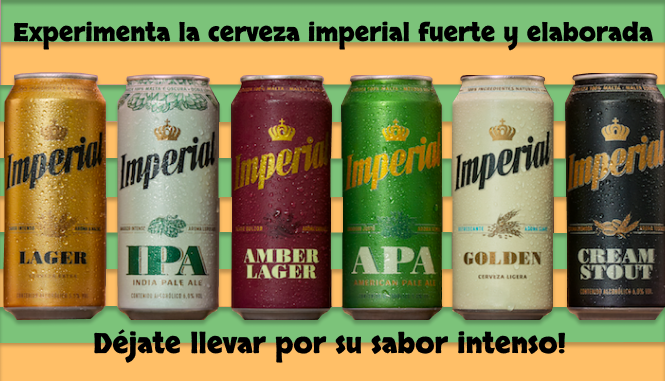 Experimenta la cerveza imperial fuerte y elaborada
Imperial
LAGER
Imperial
IPA
INDIA PALE ALE
Imperial
AMBER
LAGER
Imperial
APA
AMERICAN PALE ALE
Imperial
GOLDEN
CERVEZA LIGERA
Imperial
CREAM
STOUT
Déjate llevar por su sabor intenso!